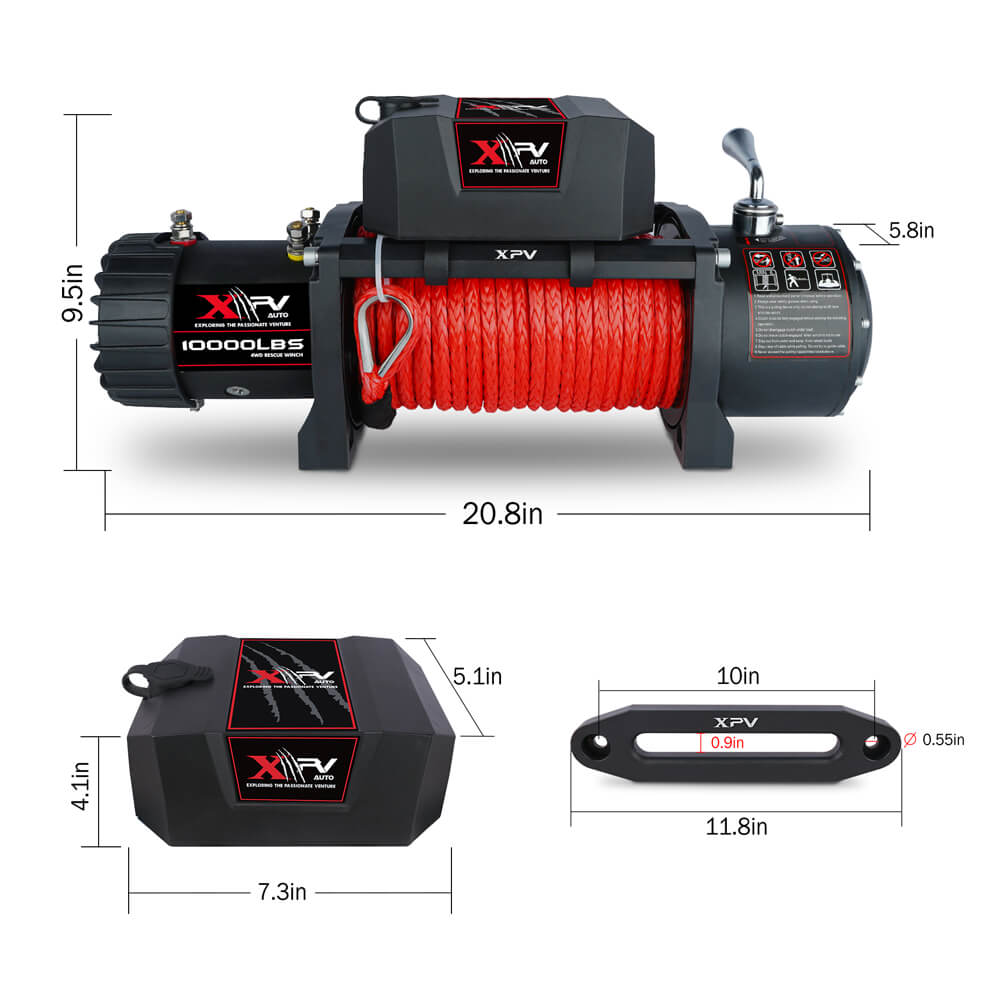 XPV
AUTO
EXPLORING THE PASSIONATE VENTURE
9.5in
5.8in
XPV
XPV
AUTO
EXPLORING THE PASSIONATE VENTURE
10000LBS
4WD RESCUE WINCH
20.8in
5.1in
XPV
AUTO
EXPLORING THE PASSIONATE VENTURE
XPV
AUTO
EXPLORING THE PASSIONATE VENTURE
4.1in
7.3in
10in
XPV
0.9in
Ø 0.55in
11.8in